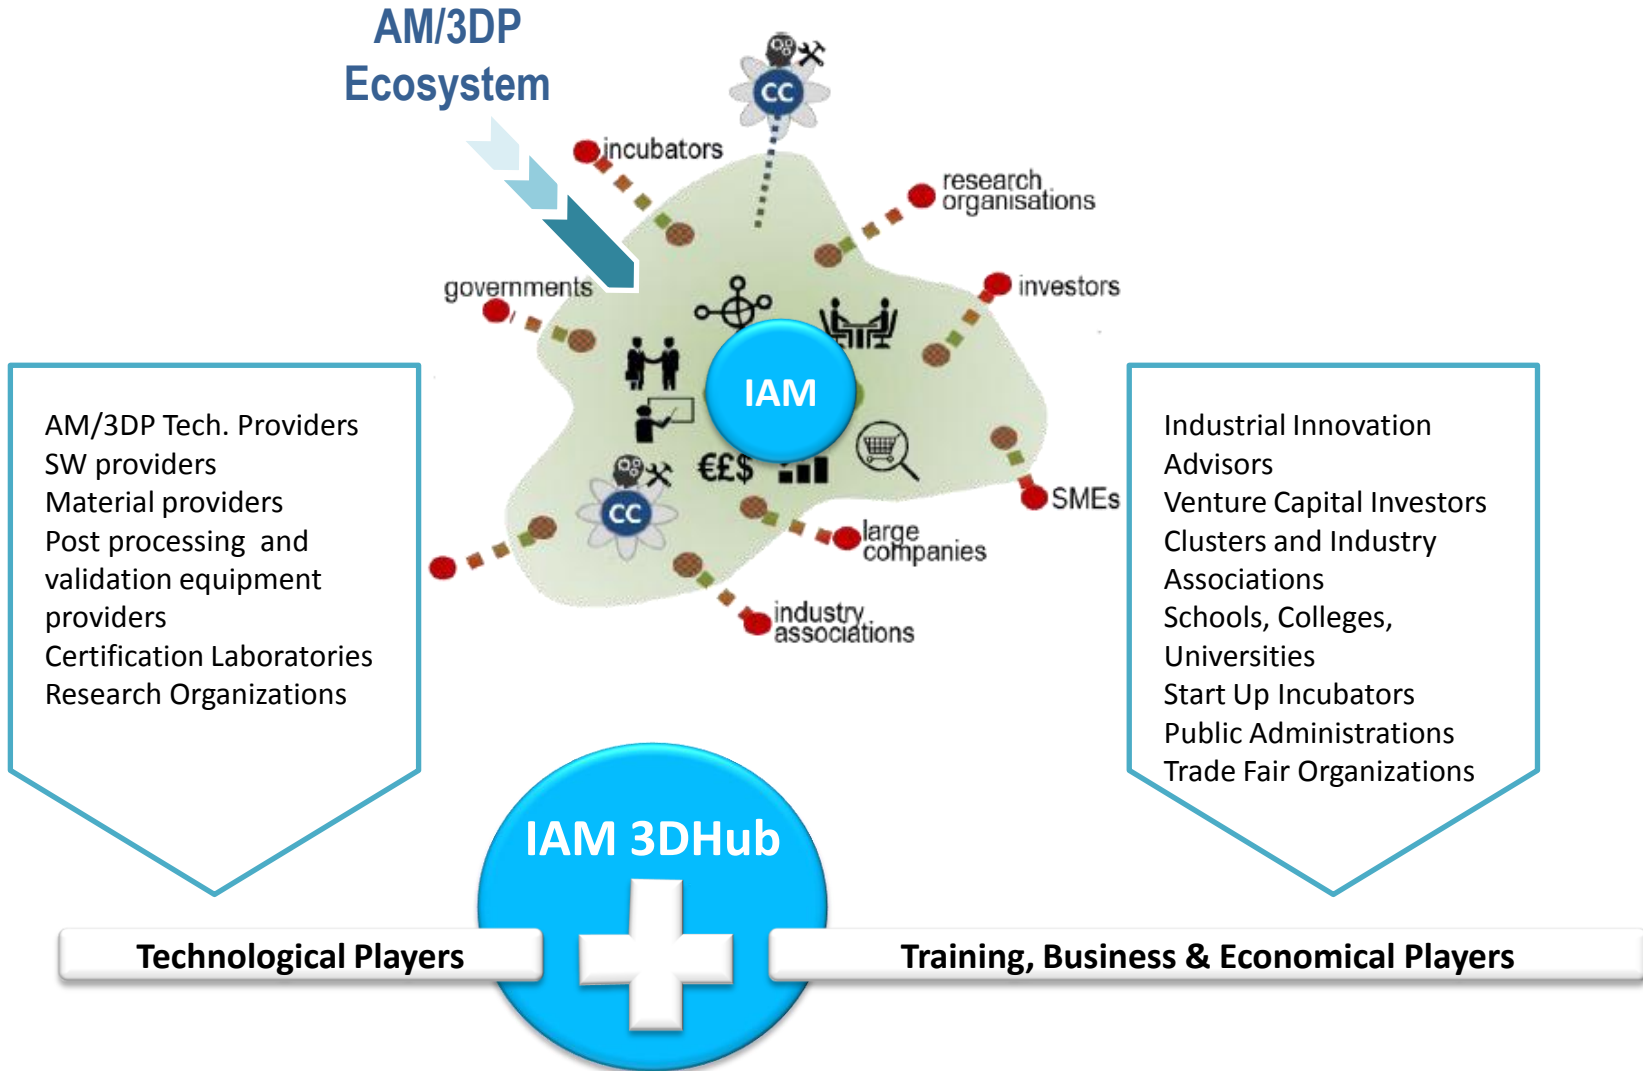 AM/3DP
Ecosystem
CC
incubators
research
organisations
governments
investors
IAM
€£$
CC
SMEs
large
companies
industry
associations
AM/3DP Tech. Providers
SW providers
Material providers
Post processing and
validation equipment
providers
Certification Laboratories
Research Organizations
Industrial Innovation
Advisors
Venture Capital Investors
Clusters and Industry
Associations
Schools, Colleges,
Universities
Start Up Incubators
Public Administrations
Trade Fair Organizations
IAM 3DHub
Technological Players
Training, Business & Economical Players